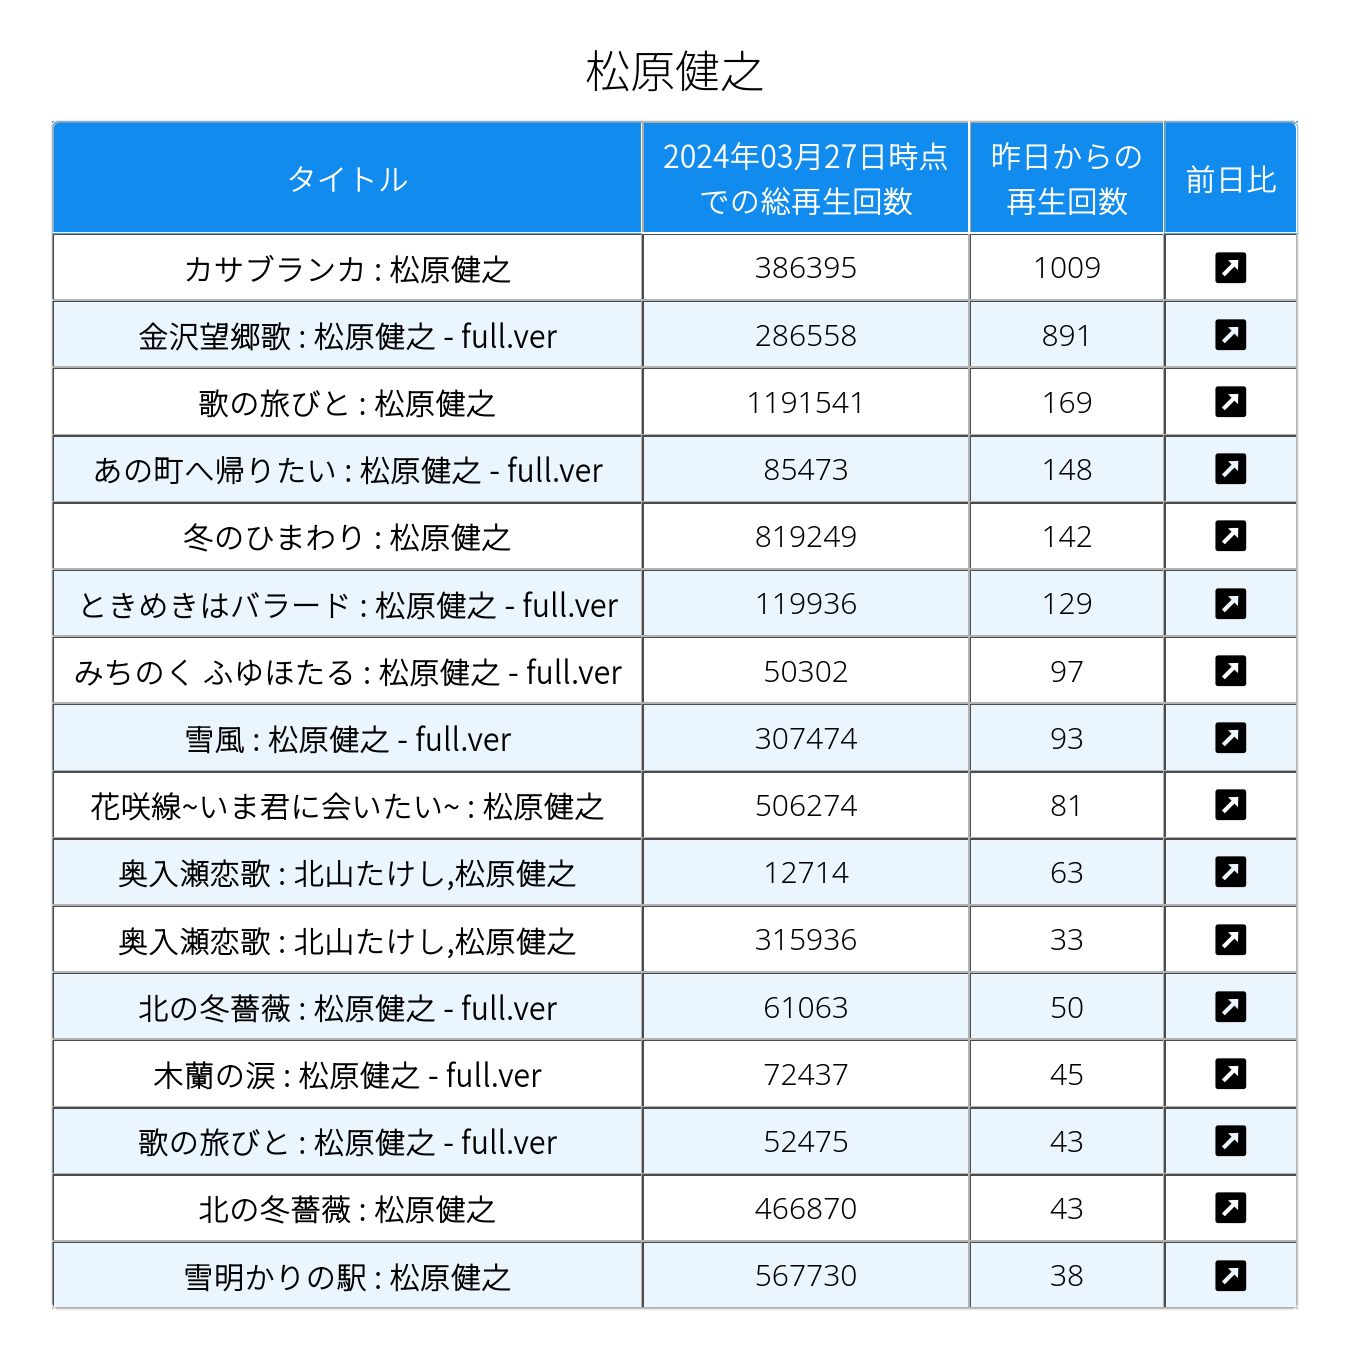 松原健之
タイトル 2024年03月27日時点での総再生回数 昨日からの再生回数 前日比
カサブランカ : 松原健之 386395 1009
金沢望郷歌 : 松原健之 - full.ver 286558 891
歌の旅びと : 松原健之 1191541 169
あの町へ帰りたい : 松原健之 - full.ver 85473 148
冬のひまわり : 松原健之 819249 142
ときめきはバラード : 松原健之 - full.ver 119936 129
みちのく ふゆほたる : 松原健之 - full.ver 50302 97
雪風 : 松原健之 - full.ver 307474 93
花咲線~いま君に会いたい~ : 松原健之 506274 81
奥入瀬恋歌 : 北山たけし,松原健之 12714 63
奥入瀬恋歌 : 北山たけし,松原健之 315936 33
北の冬薔薇 : 松原健之 - full.ver 61063 50
木蘭の涙 : 松原健之 - full.ver 72437 45
歌の旅びと : 松原健之 - full.ver 52475 43
北の冬薔薇 : 松原健之 466870 43
雪明かりの駅 : 松原健之 567730 38